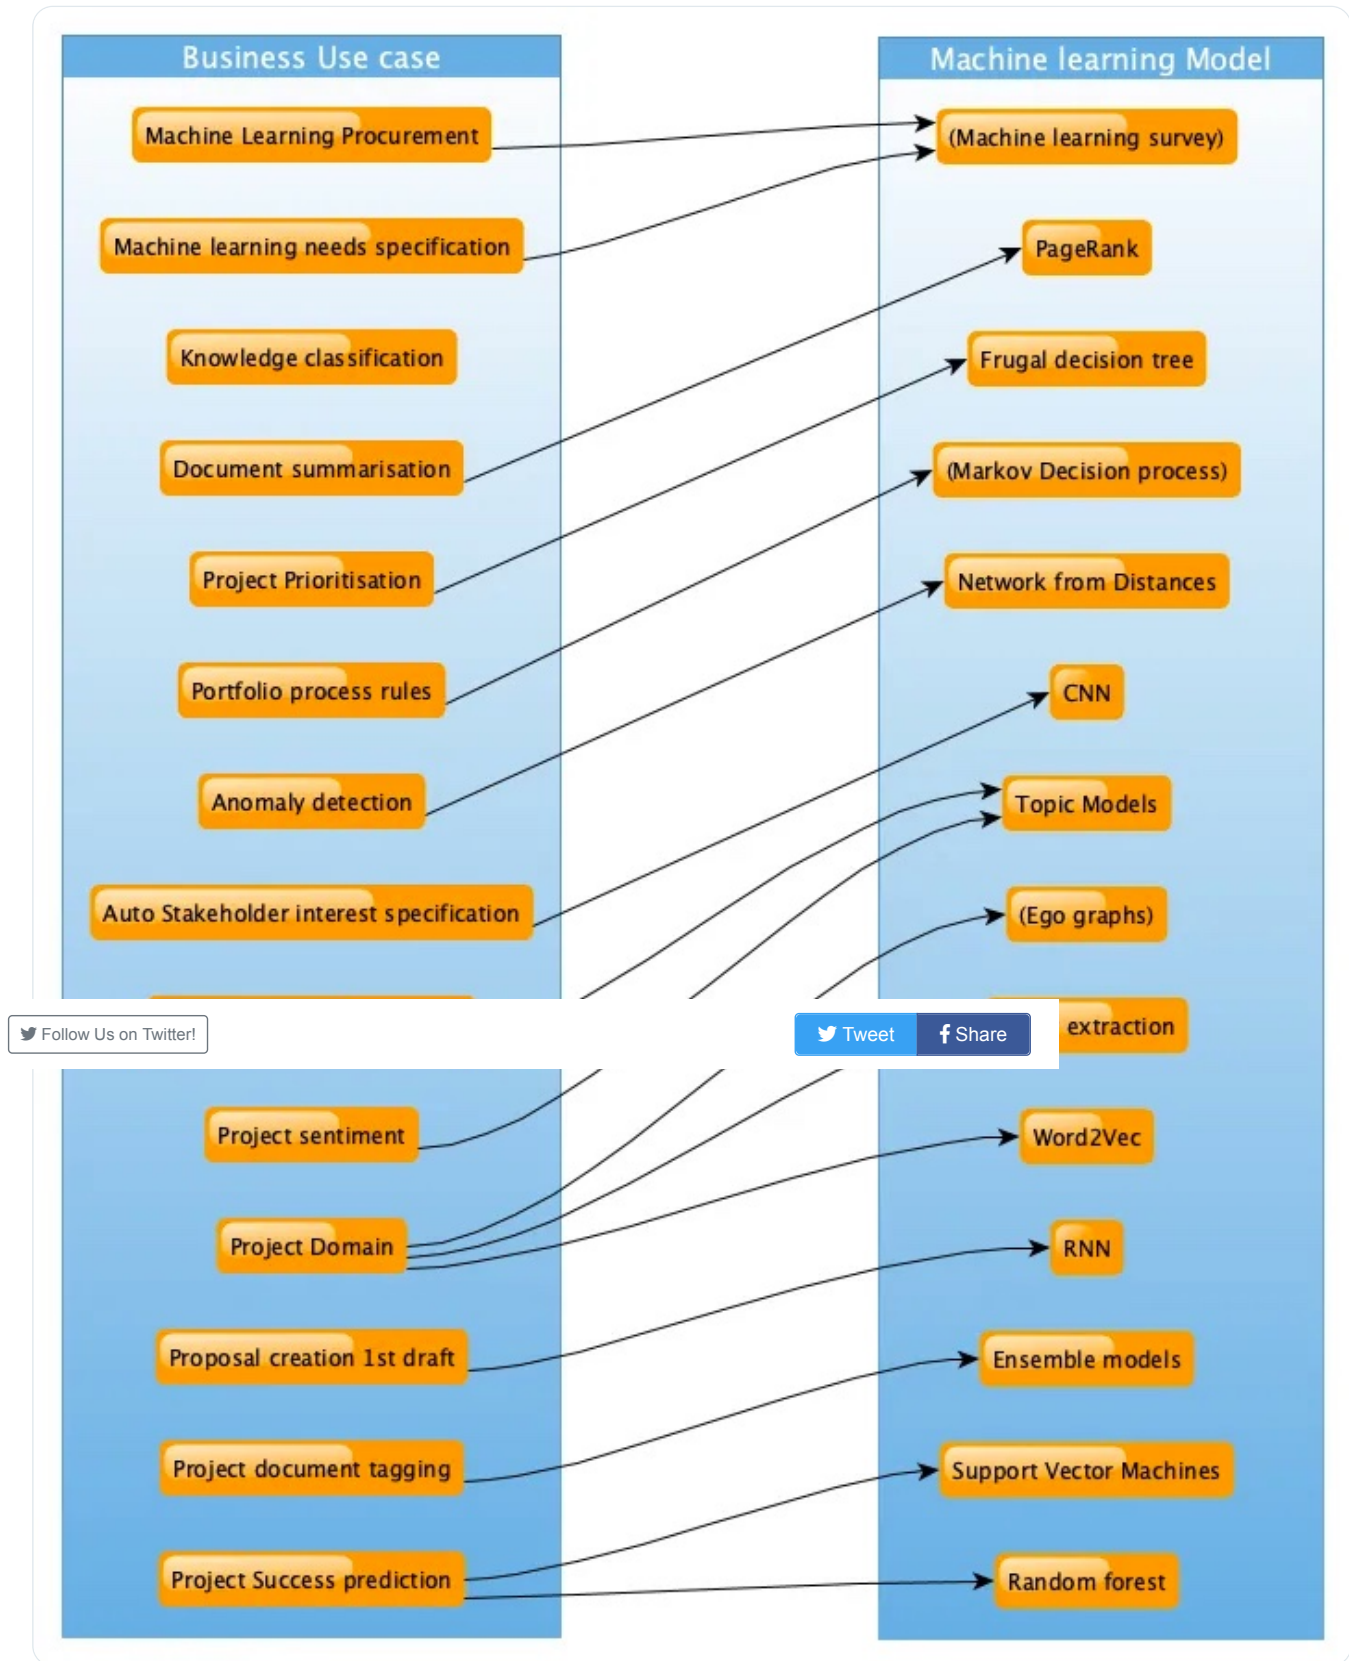 Business Use case
Machine Learning Procurement
Machine learning needs specification
Knowledge classification
Document summarisation
Project Prioritisation
Portfolio process rules
Anomaly detection
Auto Stakeholder interest specification
Project sentiment
Project Domain
Proposal creation 1st draft
Project document tagging
Project Success prediction
Machine learning Model
(Machine learning survey)
PageRank
Frugal decision tree
(Markov Decision process)
Network from Distances
CNN
Topic Models
(Ego graphs)
extraction
Word2Vec
RNN
Ensemble models
Support Vector Machines
Random forest
Follow Us on Twitter!
Tweet
Share